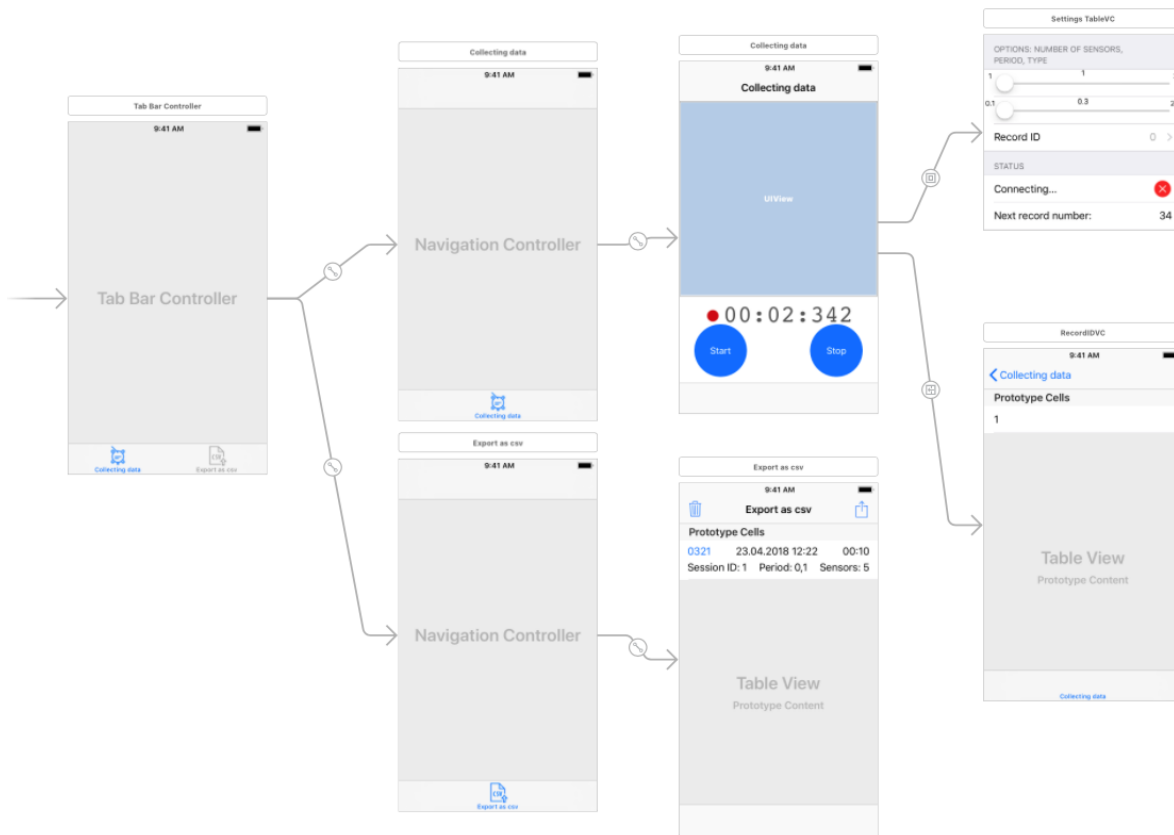 Tab Bar Controller
9:41 AM
Tab Bar Controller
Collecting data
Export as csv
Collecting data
9:41 AM
Navigation Controller
Collecting data
Export as csv
9:41 AM
Navigation Controller
Export as csv
Collecting data
9:41 AM
Collecting data
UIView
00:02:342
Start
Stop
Export as csv
9:41 AM
Export as csv
Prototype Cells
0321 23.04.2018 12:22 00:10
Session ID: 1 Period: 0,1 Sensors: 5
Table View
Prototype Content
Settings TableVC
OPTIONS: NUMBER OF SENSORS,
PERIOD, TYPE
1 1
0.1 0.3 2
Record ID 0
STATUS
Connecting...
Next record number: 34
RecordIDVC
9:41 AM
Collecting data
Prototype Cells
1
Table View
Prototype Content
Collecting data